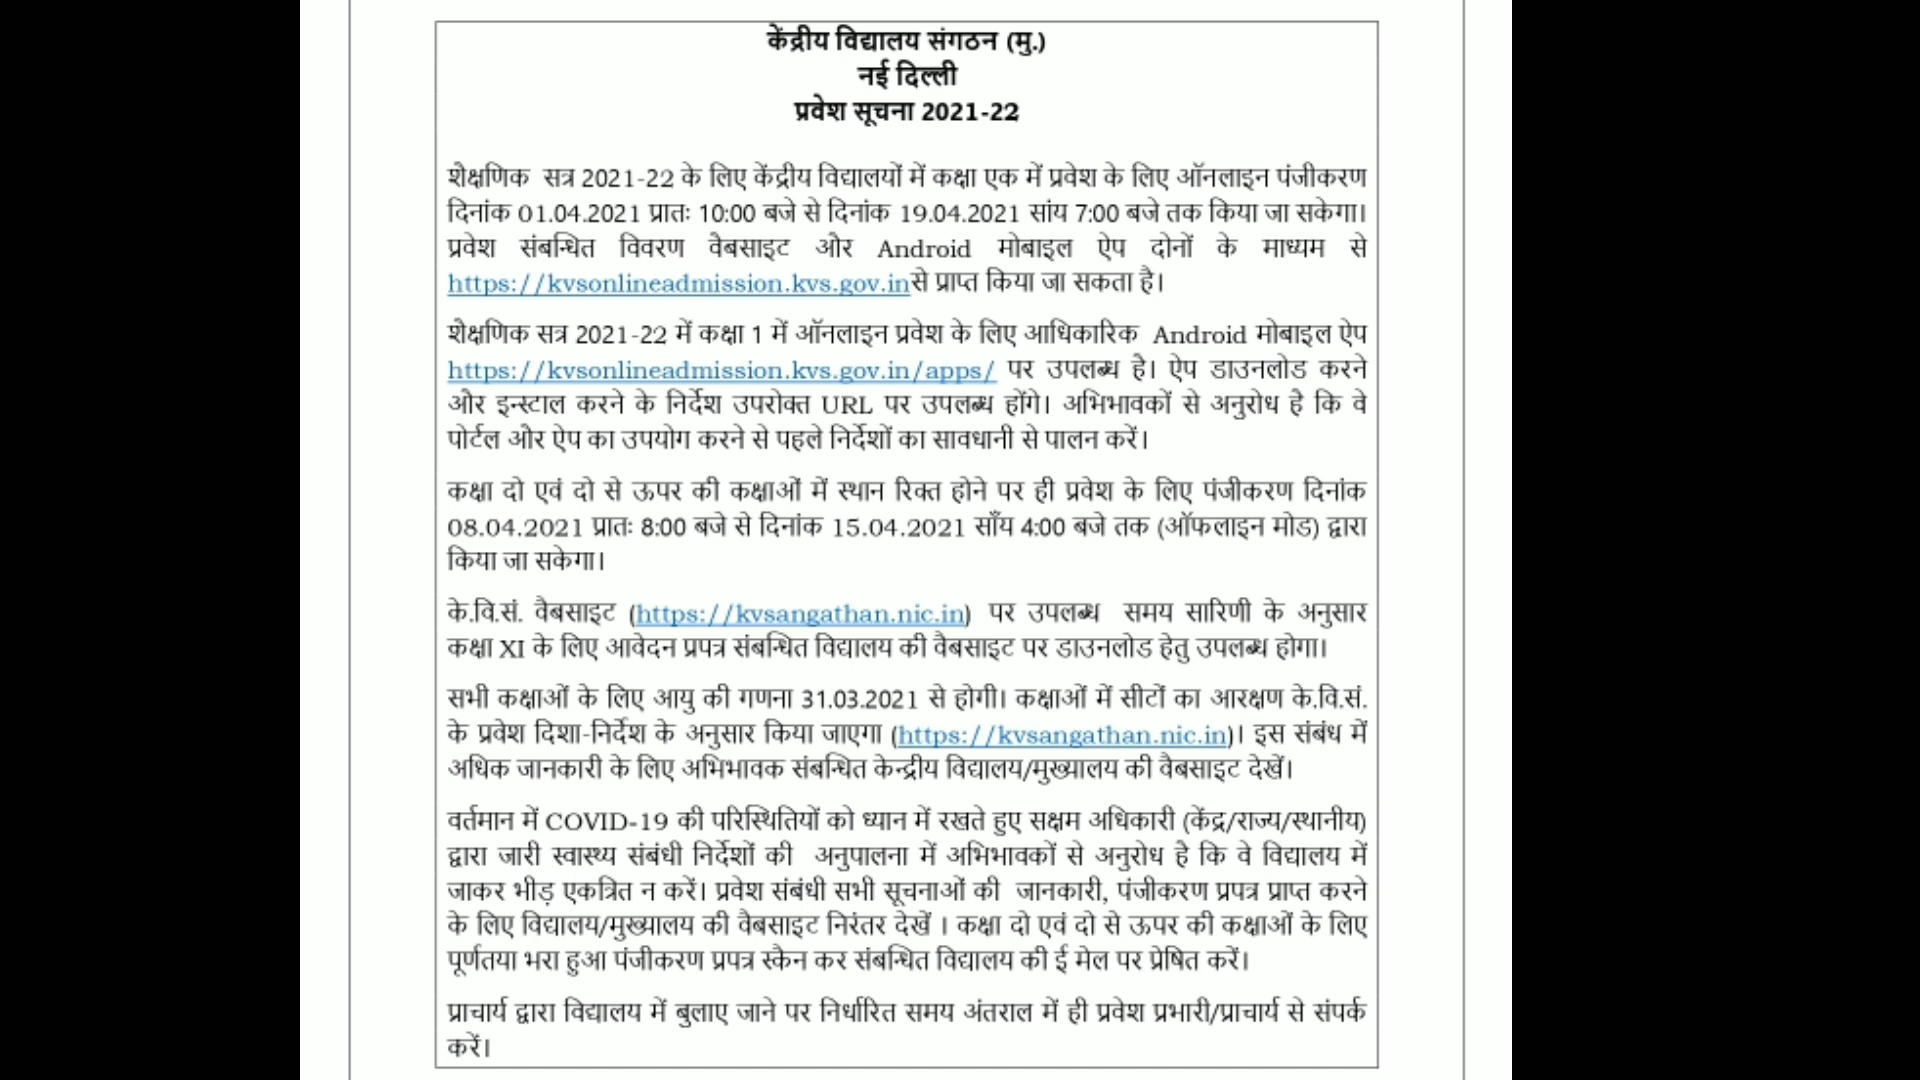 केंद्रीय विद्यालय संगठन (मु.)
नई दिल्ली
प्रवेश सूचना 2021-22
शैक्षणिक सत्र 2021-22 के लिए केंद्रीय विद्यालयों में कक्षा एक में प्रवेश के लिए ऑनलाइन पंजीकरण
दिनांक 01.04.2021 प्रातः 10:00 बजे से दिनांक 19.04.2021 सांय 7:00 बजे तक किया जा सकेगा।
प्रवेश संबन्धित विवरण वैबसाइट और Android मोबाइल ऐप दोनों के माध्यम से
https://kvsonlineadmission.kvs.gov.inसे प्राप्त किया जा सकता है।
शैक्षणिक सत्र 2021-22 में कक्षा 1 में ऑनलाइन प्रवेश के लिए आधिकारिक Android मोबाइल ऐप
https://kvsonlineadmission.kvs.gov.in/apps/ पर उपलब्ध है। ऐप डाउनलोड करने
और इन्स्टाल करने के निर्देश उपरोक्त URL पर उपलब्ध होंगे। अभिभावकों से अनुरोध है कि वे
पोर्टल और ऐप का उपयोग करने से पहले निर्देशों का सावधानी से पालन करें।
कक्षा दो एवं दो से ऊपर की कक्षाओं में स्थान रिक्त होने पर ही प्रवेश के लिए पंजीकरण दिनांक
08.04.2021 प्रातः 8:00 बजे से दिनांक 15.04.2021 साँय 4:00 बजे तक (ऑफलाइन मोड) द्वारा
किया जा सकेगा।
के.वि.सं. वैबसाइट (https://kvsangathan.nic.in) पर उपलब्ध समय सारिणी के अनुसार
कक्षा XI के लिए आवेदन प्रपत्र संबन्धित विद्यालय की वैबसाइट पर डाउनलोड हेतु उपलब्ध होगा।
सभी कक्षाओं के लिए आयु की गणना 31.03.2021 से होगी। कक्षाओं में सीटों का आरक्षण के.वि.सं.
के प्रवेश दिशा-निर्देश के अनुसार किया जाएगा (https://kvsangathan.nic.in)। इस संबंध में
अधिक जानकारी के लिए अभिभावक संबन्धित केन्द्रीय विद्यालय/मुख्यालय की वैबसाइट देखें।
वर्तमान में COVID-19 की परिस्थितियों को ध्यान में रखते हुए सक्षम अधिकारी (केंद्र/राज्य/स्थानीय)
द्वारा जारी स्वास्थ्य संबंधी निर्देशों की अनुपालना में अभिभावकों से अनुरोध है कि वे विद्यालय में
जाकर भीड़ एकत्रित न करें। प्रवेश संबंधी सभी सूचनाओं की जानकारी, पंजीकरण प्रपत्र प्राप्त करने
के लिए विद्यालय/मुख्यालय की वैबसाइट निरंतर देखें । कक्षा दो एवं दो से ऊपर की कक्षाओं के लिए
पूर्णतया भरा हुआ पंजीकरण प्रपत्र स्कैन कर संबन्धित विद्यालय की ई मेल पर प्रेषित करें।
प्राचार्य द्वारा विद्यालय में बुलाए जाने पर निर्धारित समय अंतराल में ही प्रवेश प्रभारी/प्राचार्य से संपर्क
करें।